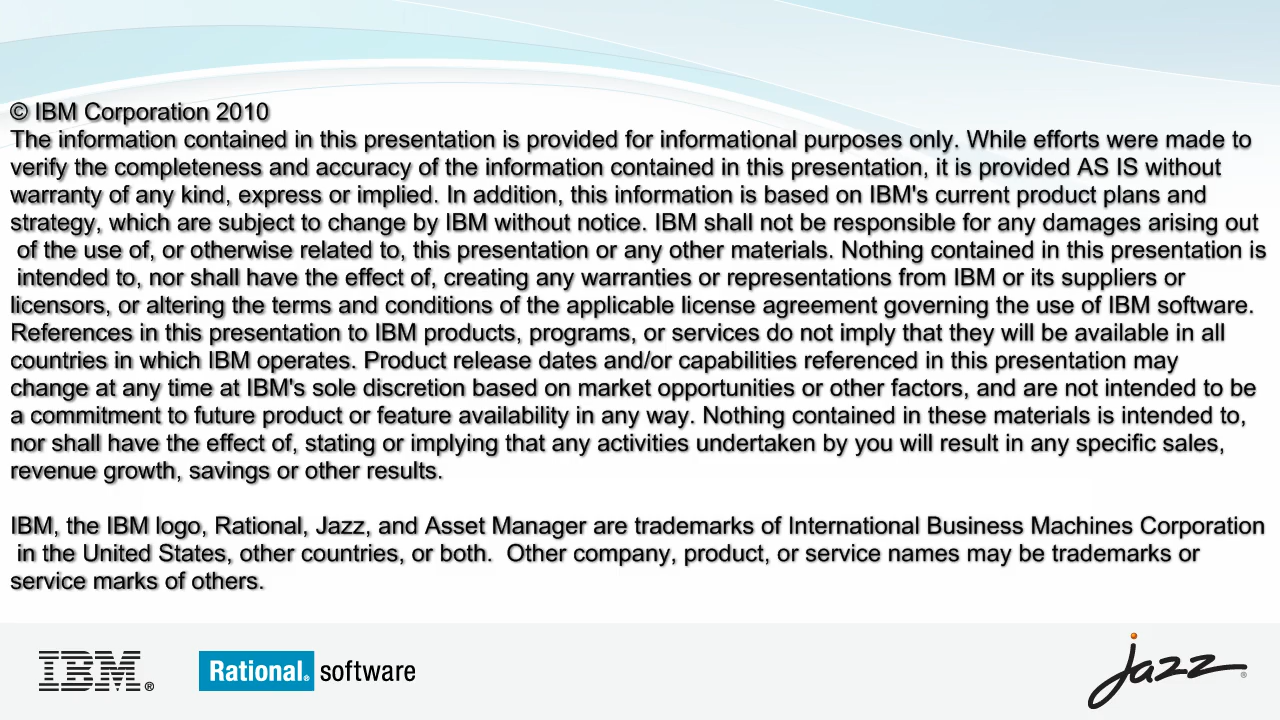 © IBM Corporation 2010
The information contained in this presentation is provided for informational purposes only. While efforts were made to
verify the completeness and accuracy of the information contained in this presentation, it is provided AS IS without
warranty of any kind, express or implied. In addition, this information is based on IBM's current product plans and
strategy, which are subject to change by IBM without notice. IBM shall not be responsible for any damages arising out
of the use of, or otherwise related to, this presentation or any other materials. Nothing contained in this presentation is
intended to, nor shall have the effect of, creating any warranties or representations from IBM or its suppliers or
licensors, or altering the terms and conditions of the applicable license agreement governing the use of IBM software.
References in this presentation to IBM products, programs, or services do not imply that they will be available in all
countries in which IBM operates. Product release dates and/or capabilities referenced in this presentation may
change at any time at IBM's sole discretion based on market opportunities or other factors, and are not intended to be
a commitment to future product or feature availability in any way. Nothing contained in these materials is intended to,
nor shall have the effect of, stating or implying that any activities undertaken by you will result in any specific sales,
revenue growth, savings or other results.
IBM, the IBM logo, Rational, Jazz, and Asset Manager are trademarks of International Business Machines Corporation
in the United States, other countries, or both.  Other company, product, or service names may be trademarks or
service marks of others.
IBM® Rational® software jazz®